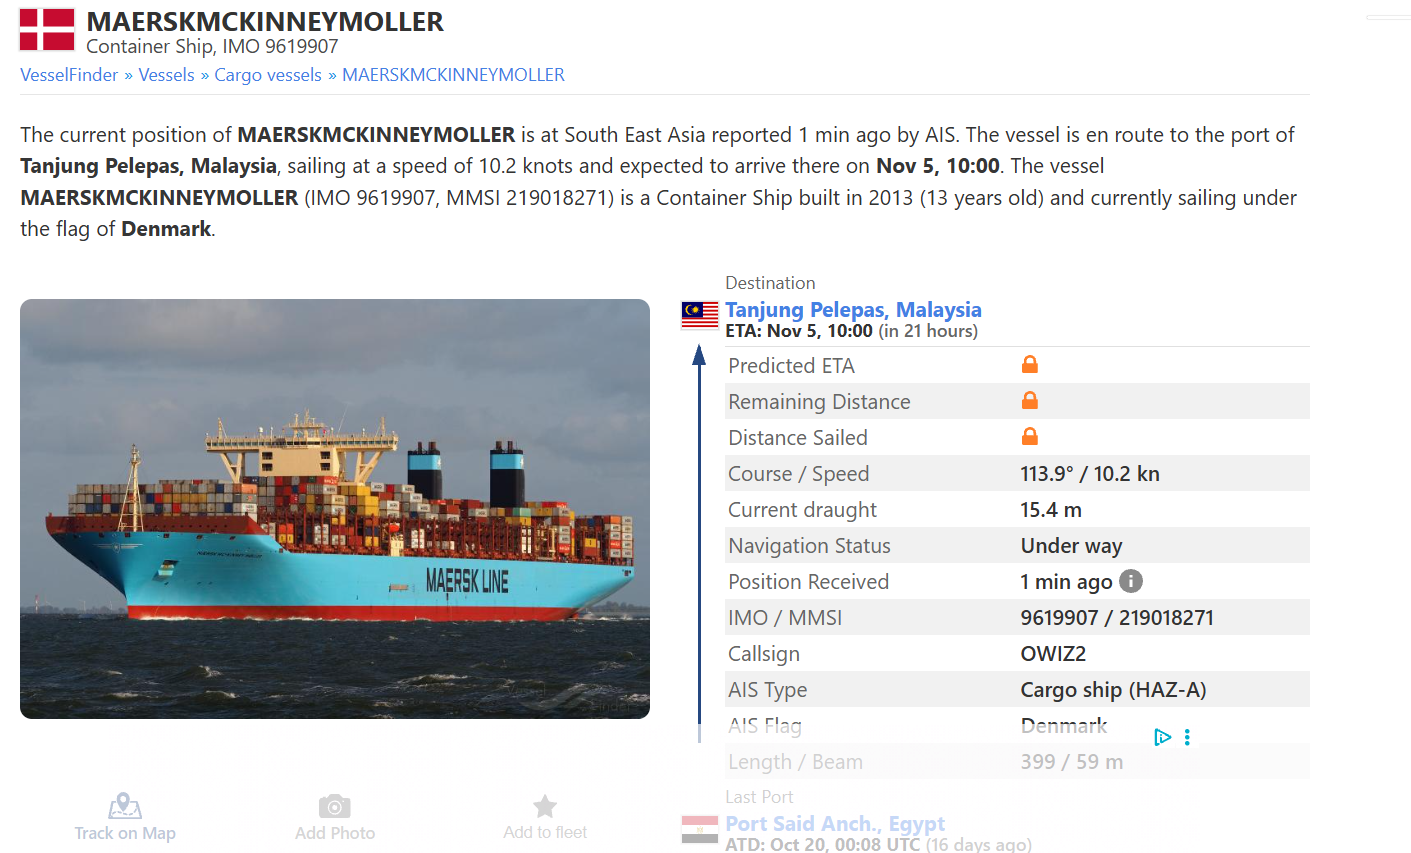 MAERSKMCKINNEYMOLLER
Container Ship, IMO 9619907
VesselFinder » Vessels » Cargo vessels » MAERSKMCKINNEYMOLLER
The current position of MAERSKMCKINNEYMOLLER is at South East Asia reported 1 min ago by AIS. The vessel is en route to the port of
Tanjung Pelepas, Malaysia, sailing at a speed of 10.2 knots and expected to arrive there on Nov 5, 10:00. The vessel
MAERSKMCKINNEYMOLLER (IMO 9619907, MMSI 219018271) is a Container Ship built in 2013 (13 years old) and currently sailing under
the flag of Denmark.
MAERSK LINE
Destination
Tanjung Pelepas, Malaysia
ETA: Nov 5, 10:00 (in 21 hours)
Predicted ETA
Remaining Distance
Distance Sailed
Course / Speed 113.9° / 10.2 kn
Current draught 15.4 m
Navigation Status Under way
Position Received 1 min ago
IMO / MMSI 9619907 / 219018271
Callsign OWIZ2
AIS Type Cargo ship (HAZ-A)
AIS Flag Denmark
Length / Beam 399 / 59 m
Last Port
Port Said Anch., Egypt
ATD: Oct 20, 00:08 UTC (16 days ago)
Track on Map
Add Photo
Add to fleet